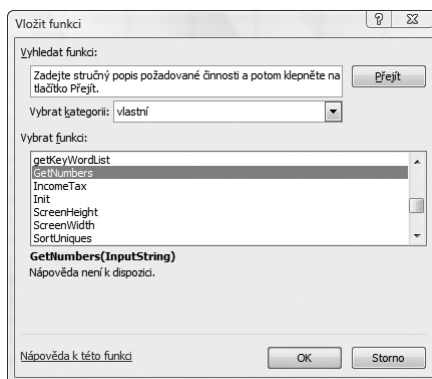 Vložit funkci
Vyhledat funkci:
Zadejte stručný popis požadované činnosti a potom klepněte na
tlačítko Přejít.
Přejít
Vybrat kategorii: vlastní
Vybrat funkci:
getKeyWordList
GetNumbers
IncomeTax
Init
ScreenHeight
ScreenWidth
SortUniques
GetNumbers(InputString)
Nápověda není k dispozici.
Nápověda k této funkci
OK
Storno